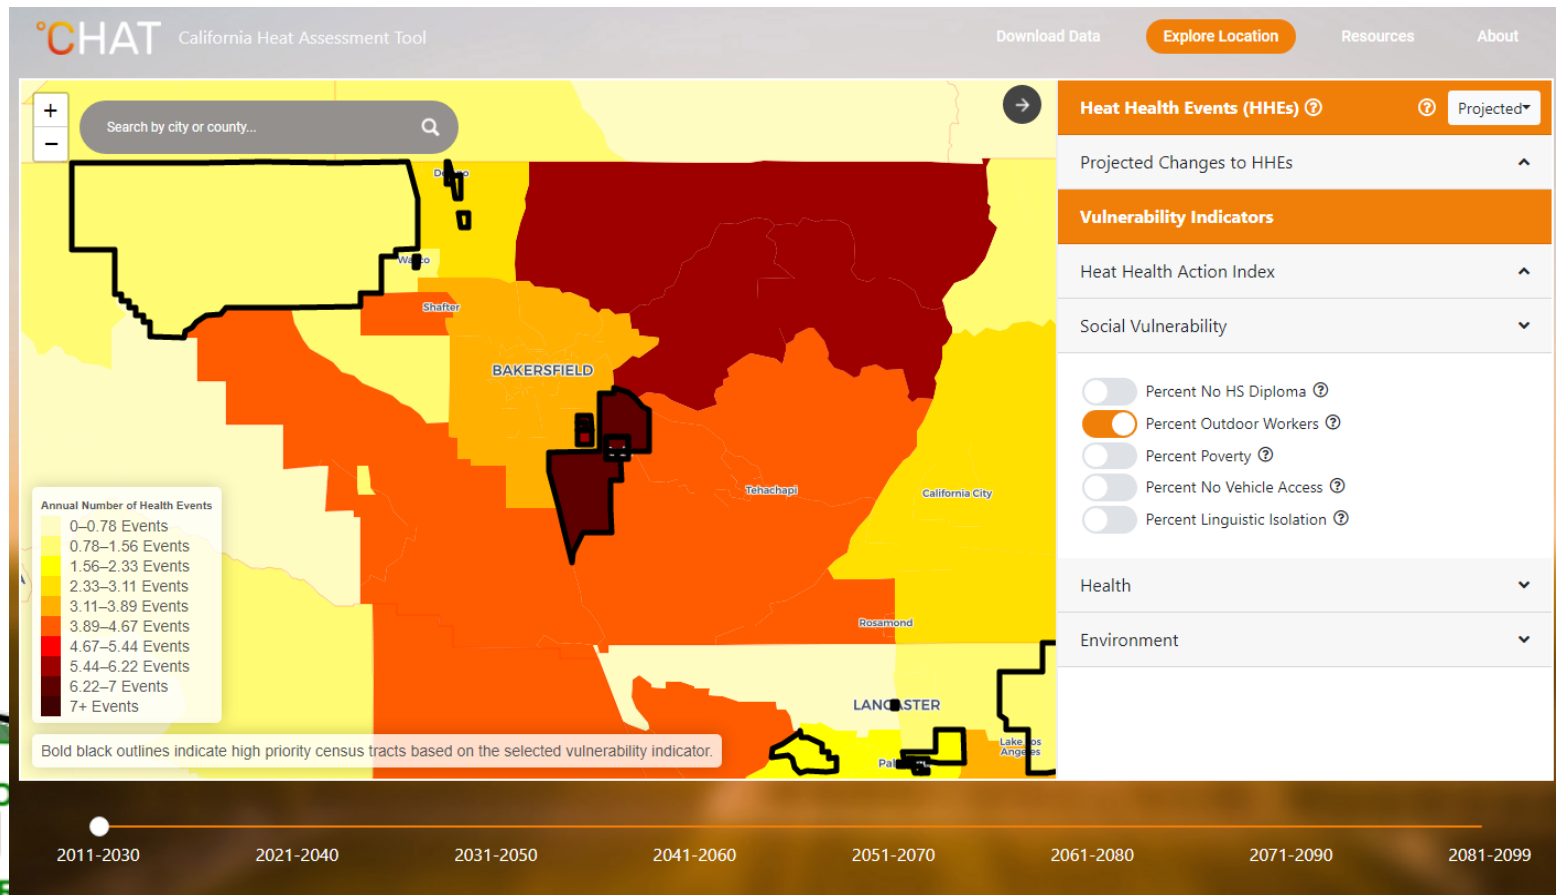 °CHAT California Heat Assessment Tool
Download Data
Explore Location
Resources
About
+
−
Search by city or county...
Wasco
Shafter
BAKERSFIELD
Tehachapi
California City
Rosamond
LANCASTER
Lake Los
Angeles
Annual Number of Health Events
0–0.78 Events
0.78–1.56 Events
1.56–2.33 Events
2.33–3.11 Events
3.11–3.89 Events
3.89–4.67 Events
4.67–5.44 Events
5.44–6.22 Events
6.22–7 Events
7+ Events
Bold black outlines indicate high priority census tracts based on the selected vulnerability indicator.
Heat Health Events (HHEs) ?
? Projected
Projected Changes to HHEs
Vulnerability Indicators
Heat Health Action Index
Social Vulnerability
Percent No HS Diploma ?
Percent Outdoor Workers ?
Percent Poverty ?
Percent No Vehicle Access ?
Percent Linguistic Isolation ?
Health
Environment
2011-2030
2021-2040
2031-2050
2041-2060
2051-2070
2061-2080
2071-2090
2081-2099